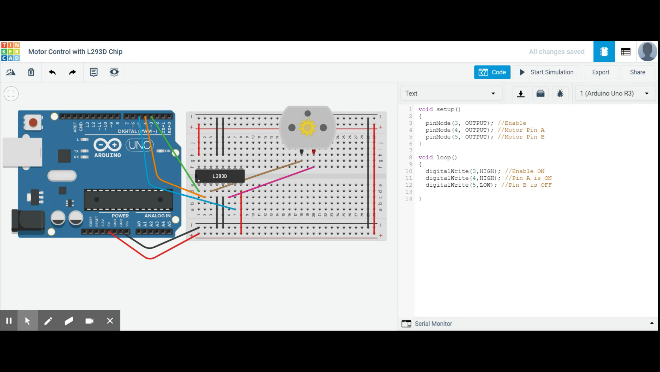 TIN
KER
CAD
Motor Control with L293D Chip
All changes saved
Code
Start Simulation
Export
Share
Text
1 (Arduino Uno R3)
DIGITAL (PWM~)
UNO
ARDUINO
L293D
POWER
ANALOG IN
1 void setup()
2 {
3 pinMode(3, OUTPUT); //Enable
4 pinMode(4, OUTPUT); //Motor Pin A
5 pinMode(5, OUTPUT); //Motor Pin B
6 }
7
8 void loop()
9 {
10 digitalWrite(3,HIGH); //Enable ON
11 digitalWrite(4,HIGH); //Pin A is ON
12 digitalWrite(5,LOW); //Pin B is OFF
13
14 }
Serial Monitor